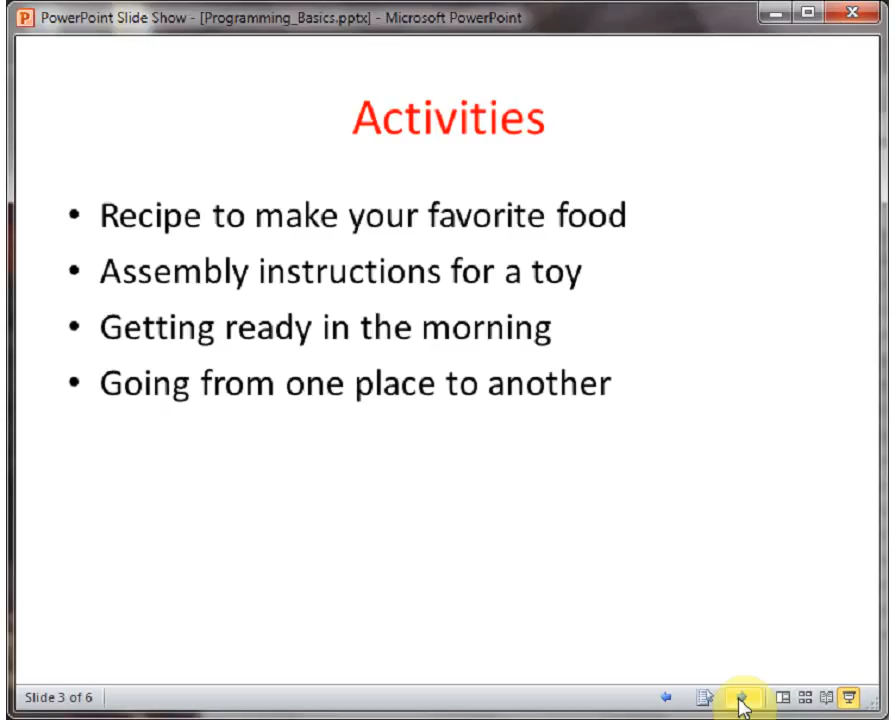 PowerPoint Slide Show - [Programming_Basics.pptx] - Microsoft PowerPoint
Activities
• Recipe to make your favorite food
• Assembly instructions for a toy
• Getting ready in the morning
• Going from one place to another
Slide 3 of 6